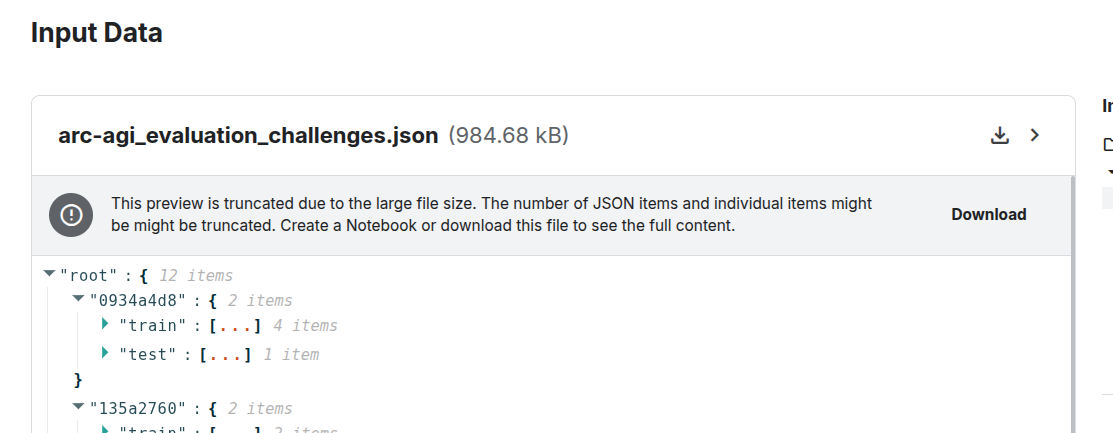 Input Data
arc-agi_evaluation_challenges.json (984.68 kB)
This preview is truncated due to the large file size. The number of JSON items and individual items might
be might be truncated. Create a Notebook or download this file to see the full content.
Download
"root" : { 12 items
"0934a4d8" : { 2 items
"train" : [...] 4 items
"test" : [...] 1 item
}
"135a2760" : { 2 items
"train" : [...] 2 items